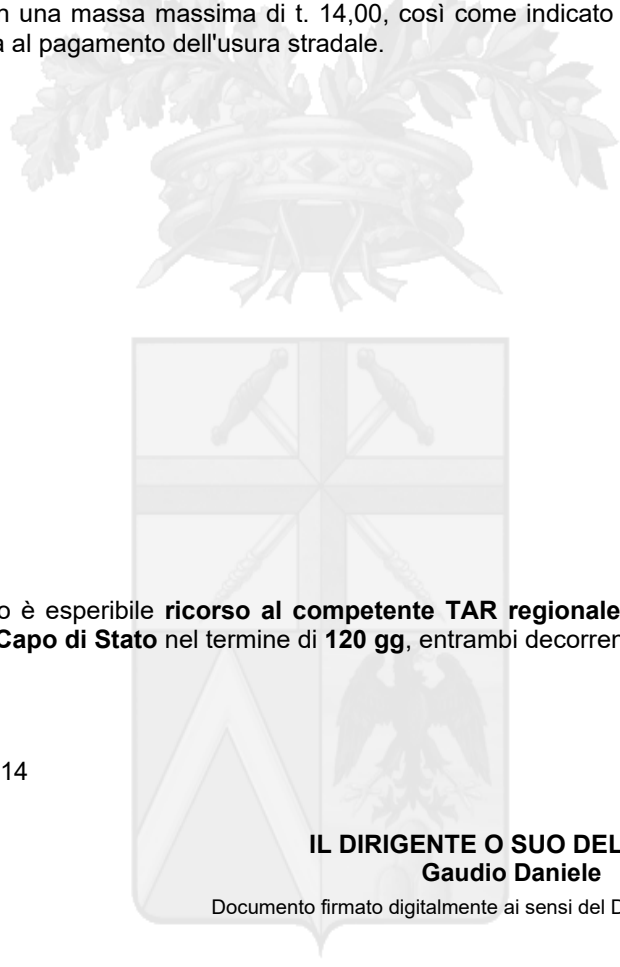 n una massa massima di t. 14,00, così come indicato
a al pagamento dell'usura stradale.
o è esperibile ricorso al competente TAR regionale
Capo di Stato nel termine di 120 gg, entrambi decorren
14
IL DIRIGENTE O SUO DEL
Gaudio Daniele
Documento firmato digitalmente ai sensi del D